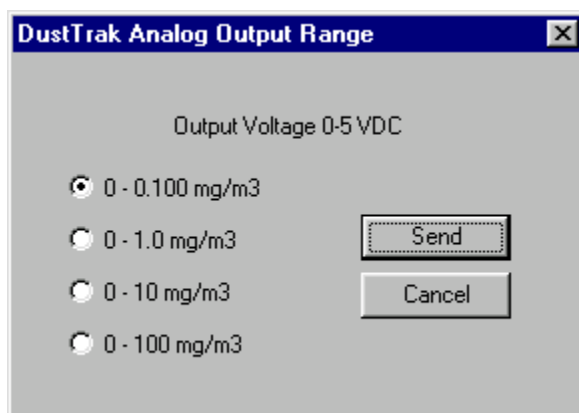 DustTrak Analog Output Range
Output Voltage 0-5 VDC
0 - 0.100 mg/m3
0 - 1.0 mg/m3
0 - 10 mg/m3
0 - 100 mg/m3
Send
Cancel